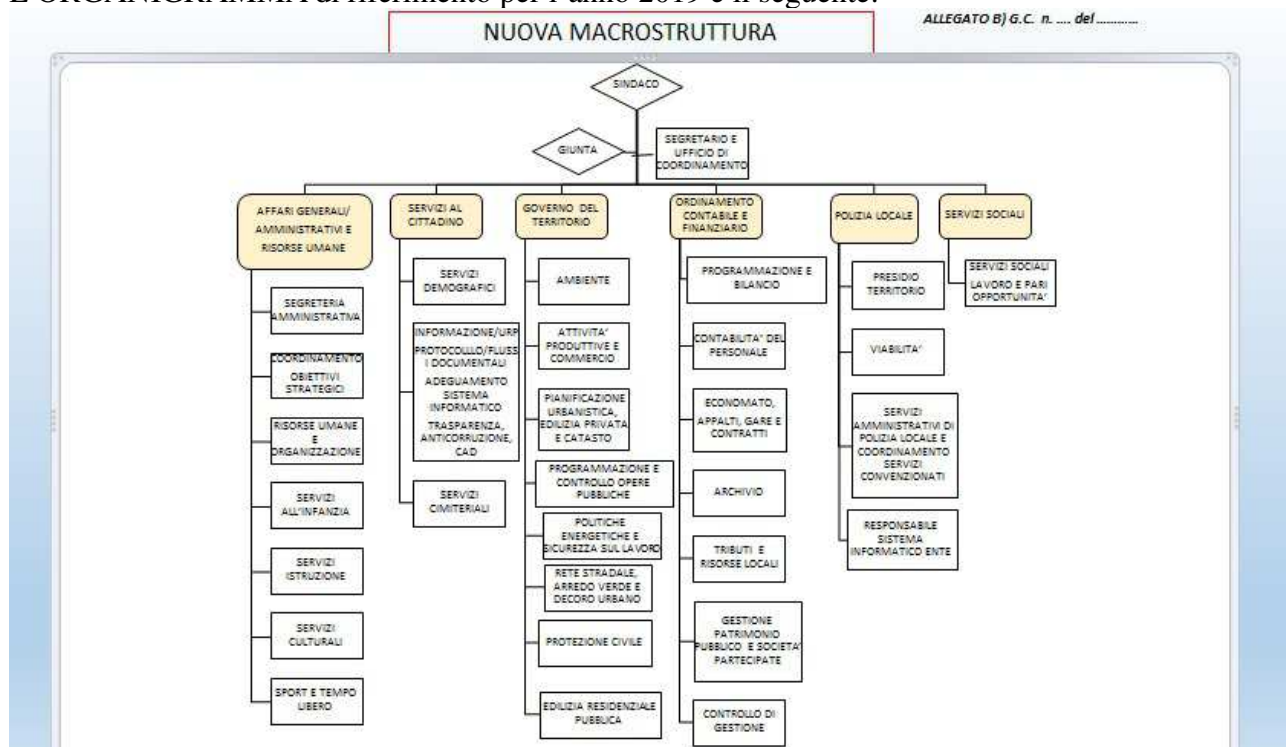 L'ORGANIGRAMMA di riferimento per l'anno 2019 è il seguente:
NUOVA MACROSTRUTTURA
ALLEGATO B) G.C. n. .... del ...........
SINDACO
GIUNTA
SEGRETARIO E
UFFICIO DI
COORDINAMENTO
AFFARI GENERALI/
AMMINISTRATIVI E
RISORSE UMANE
SERVIZI AL
CITTADINO
GOVERNO DEL
TERRITORIO
ORDINAMENTO
CONTABILE E
FINANZIARIO
POLIZIA LOCALE
SERVIZI SOCIALI
SEGRETERIA
AMMINISTRATIVA
COORDINAMENTO
OBIETTIVI
STRATEGICI
RISORSE UMANE
E
ORGANIZZAZIONE
SERVIZI
ALL'INFANZIA
SERVIZI
ISTRUZIONE
SERVIZI
CULTURALI
SPORT E TEMPO
LIBERO
SERVIZI
DEMOGRAFICI
INFORMAZIONE/URP
PROTOCOLLLO/FLUSS
I DOCUMENTALI
ADEGUAMENTO
SISTEMA
INFORMATICO
TRASPARENZA,
ANTICORRUZIONE,
CAD
SERVIZI
CIMITERIALI
AMBIENTE
ATTIVITA'
PRODUTTIVE E
COMMERCIO
PIANIFICAZIONE
URBANISTICA,
EDILIZIA PRIVATA
E CATASTO
PROGRAMMAZIONE E
CONTROLLO OPERE
PUBBLICHE
POLITICHE
ENERGETICHE E
SICUREZZA SUL LAVORO
RETE STRADALE,
ARREDO VERDE E
DECORO URBANO
PROTEZIONE CIVILE
EDILIZIA RESIDENZIALE
PUBBLICA
PROGRAMMAZIONE E
BILANCIO
CONTABILITA' DEL
PERSONALE
ECONOMATO,
APPALTI, GARE E
CONTRATTI
ARCHIVIO
TRIBUTI E
RISORSE LOCALI
GESTIONE
PATRIMONIO
PUBBLICO E SOCIETA'
PARTECIPATE
CONTROLLO DI
GESTIONE
PRESIDIO
TERRITORIO
VIABILITA'
SERVIZI
AMMINISTRATIVI DI
POLIZIA LOCALE E
COORDINAMENTO
SERVIZI
CONVENZIONATI
RESPONSABILE
SISTEMA
INFORMATICO ENTE
SERVIZI SOCIALI
LAVORO E PARI
OPPORTUNITA'